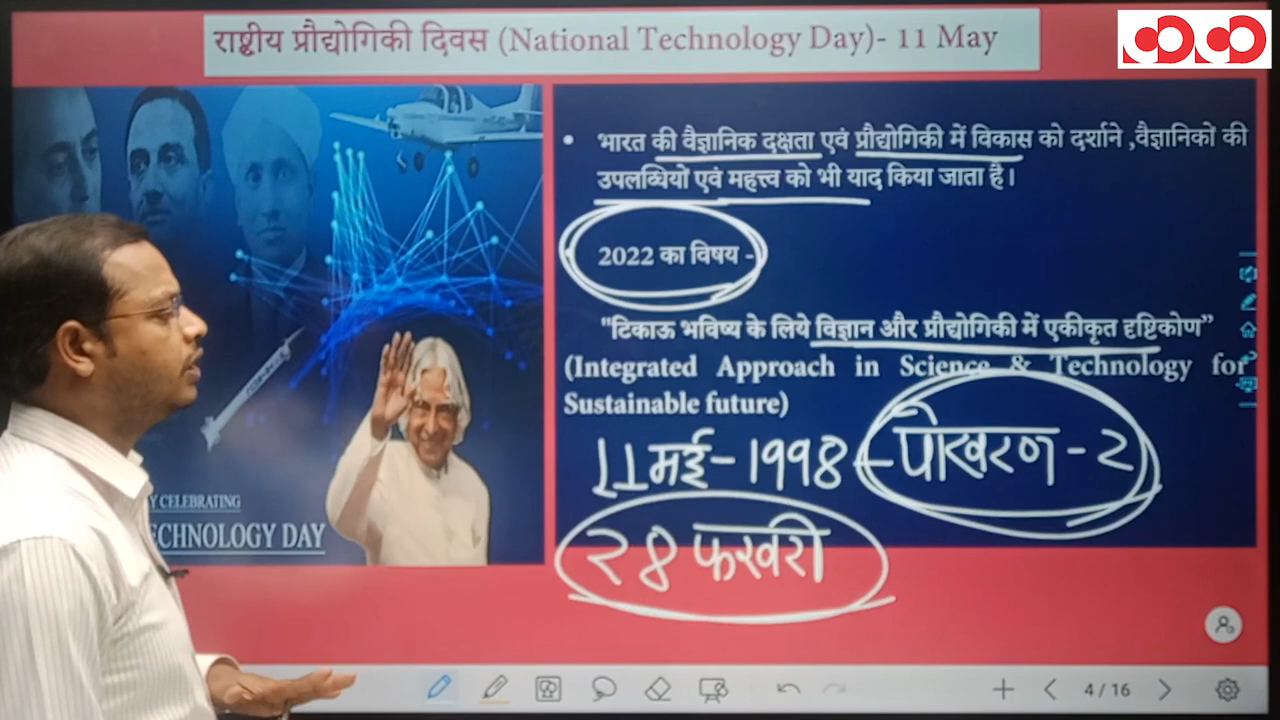 राष्ट्रीय प्रौद्योगिकी दिवस (National Technology Day)- 11 May
• भारत की वैज्ञानिक दक्षता एवं प्रौद्योगिकी में विकास को दर्शाने ,वैज्ञानिकों की
उपलब्धियों एवं महत्त्व को भी याद किया जाता है।
2022 का विषय -
"टिकाऊ भविष्य के लिये विज्ञान और प्रौद्योगिकी में एकीकृत दृष्टिकोण”
(Integrated Approach in Science & Technology for
Sustainable future)
11 मई - 1998 - पोखरण - 2
28 फरवरी
Y CELEBRATING
ECHNOLOGY DAY
4 / 16